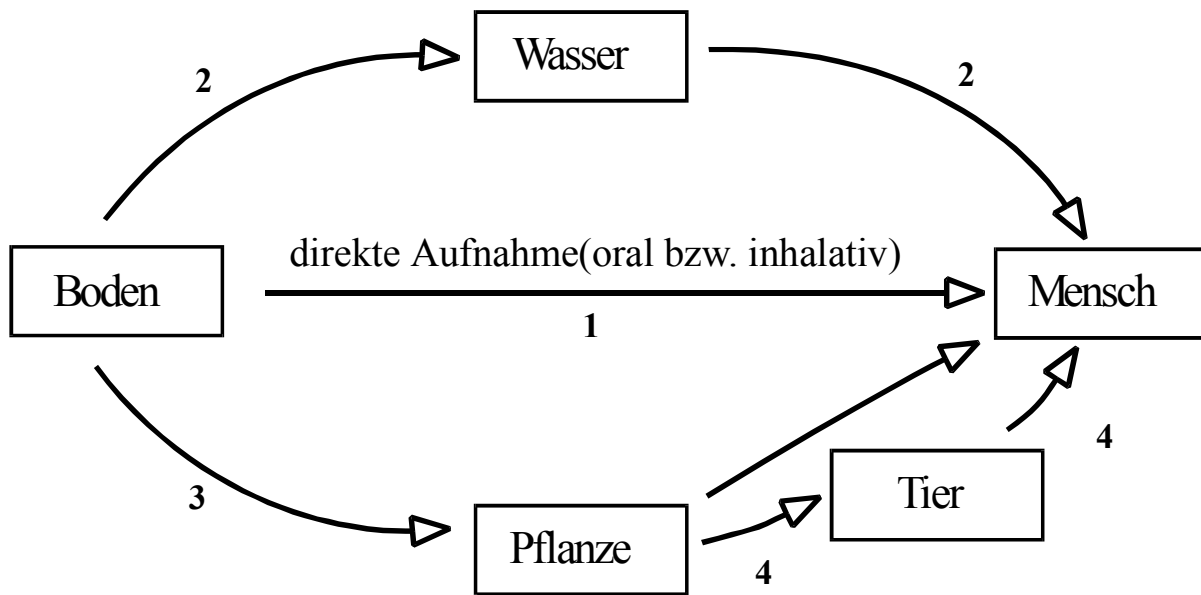 Wasser
2
2
direkte Aufnahme(oral bzw. inhalativ)
Boden
Mensch
1
4
3
Tier
Pflanze
4